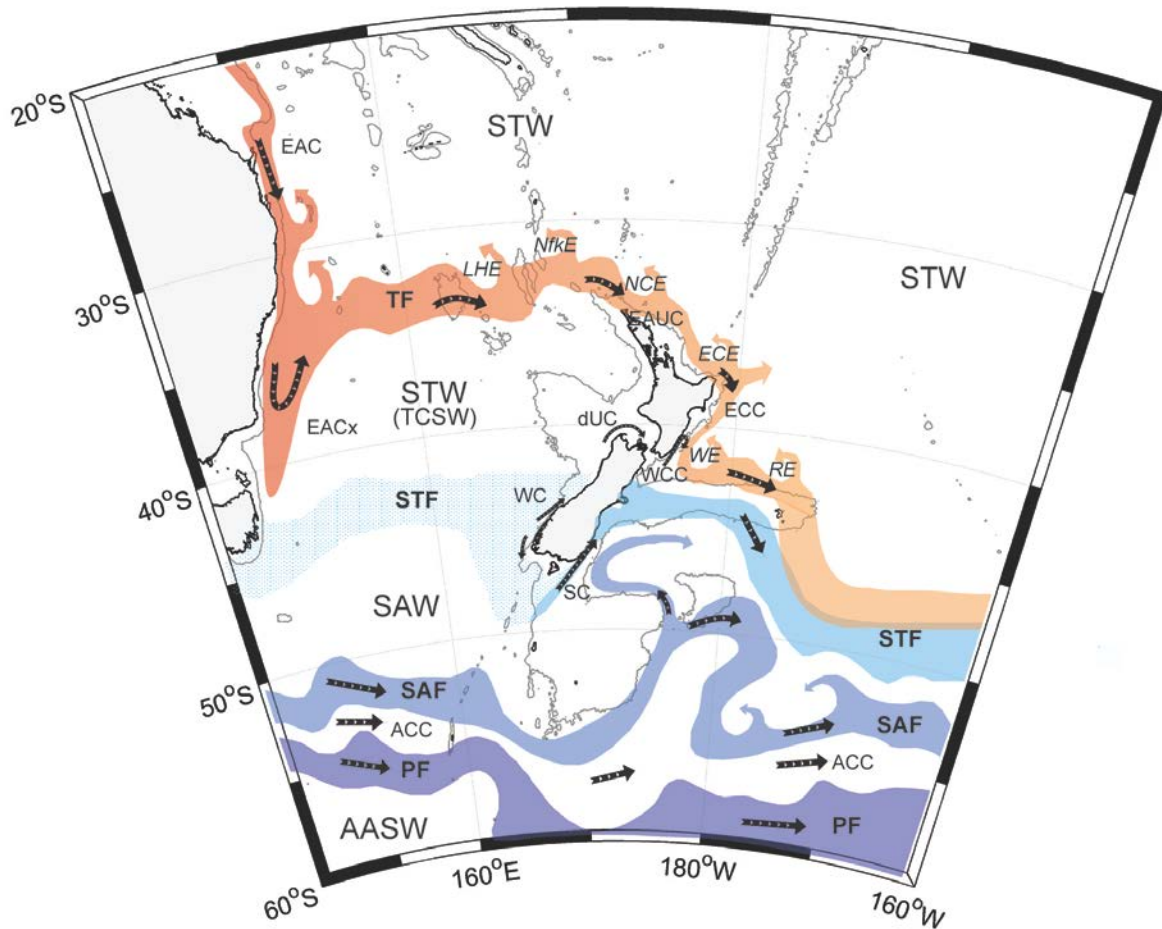 20°S
EAC
STW
NfkE
LHE
NCE
STW
30°S
TF
EAUC
ECE
STW
(TCSW)
dUC
ECC
EACx
WE
RE
WCC
40°S
STF
WC
SAW
SC
STF
50°S
SAF
SAF
ACC
ACC
PF
PF
AASW
60°S
160°E
180°W
160°W